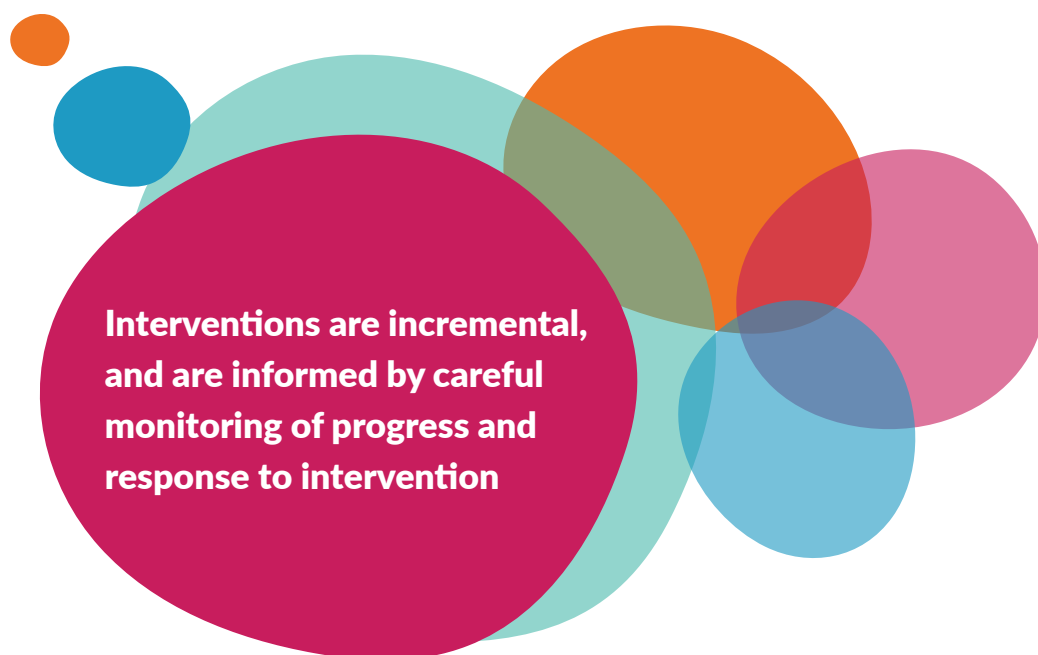 Interventions are incremental,
and are informed by careful
monitoring of progress and
response to intervention